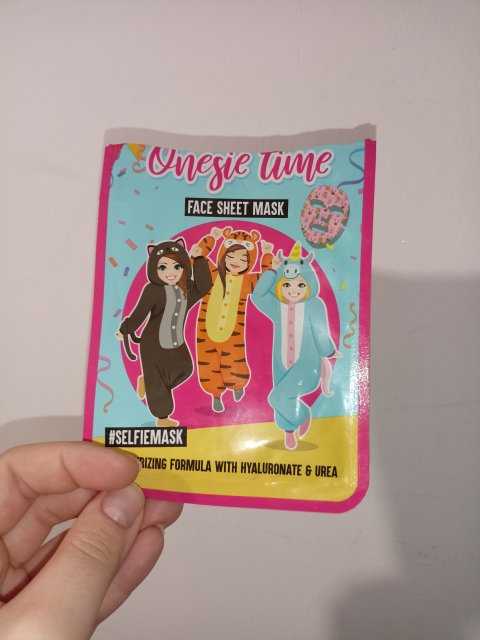 Onesie time
FACE SHEET MASK
#SELFIEMASK
FORMULA WITH HYALURONATE & UREA